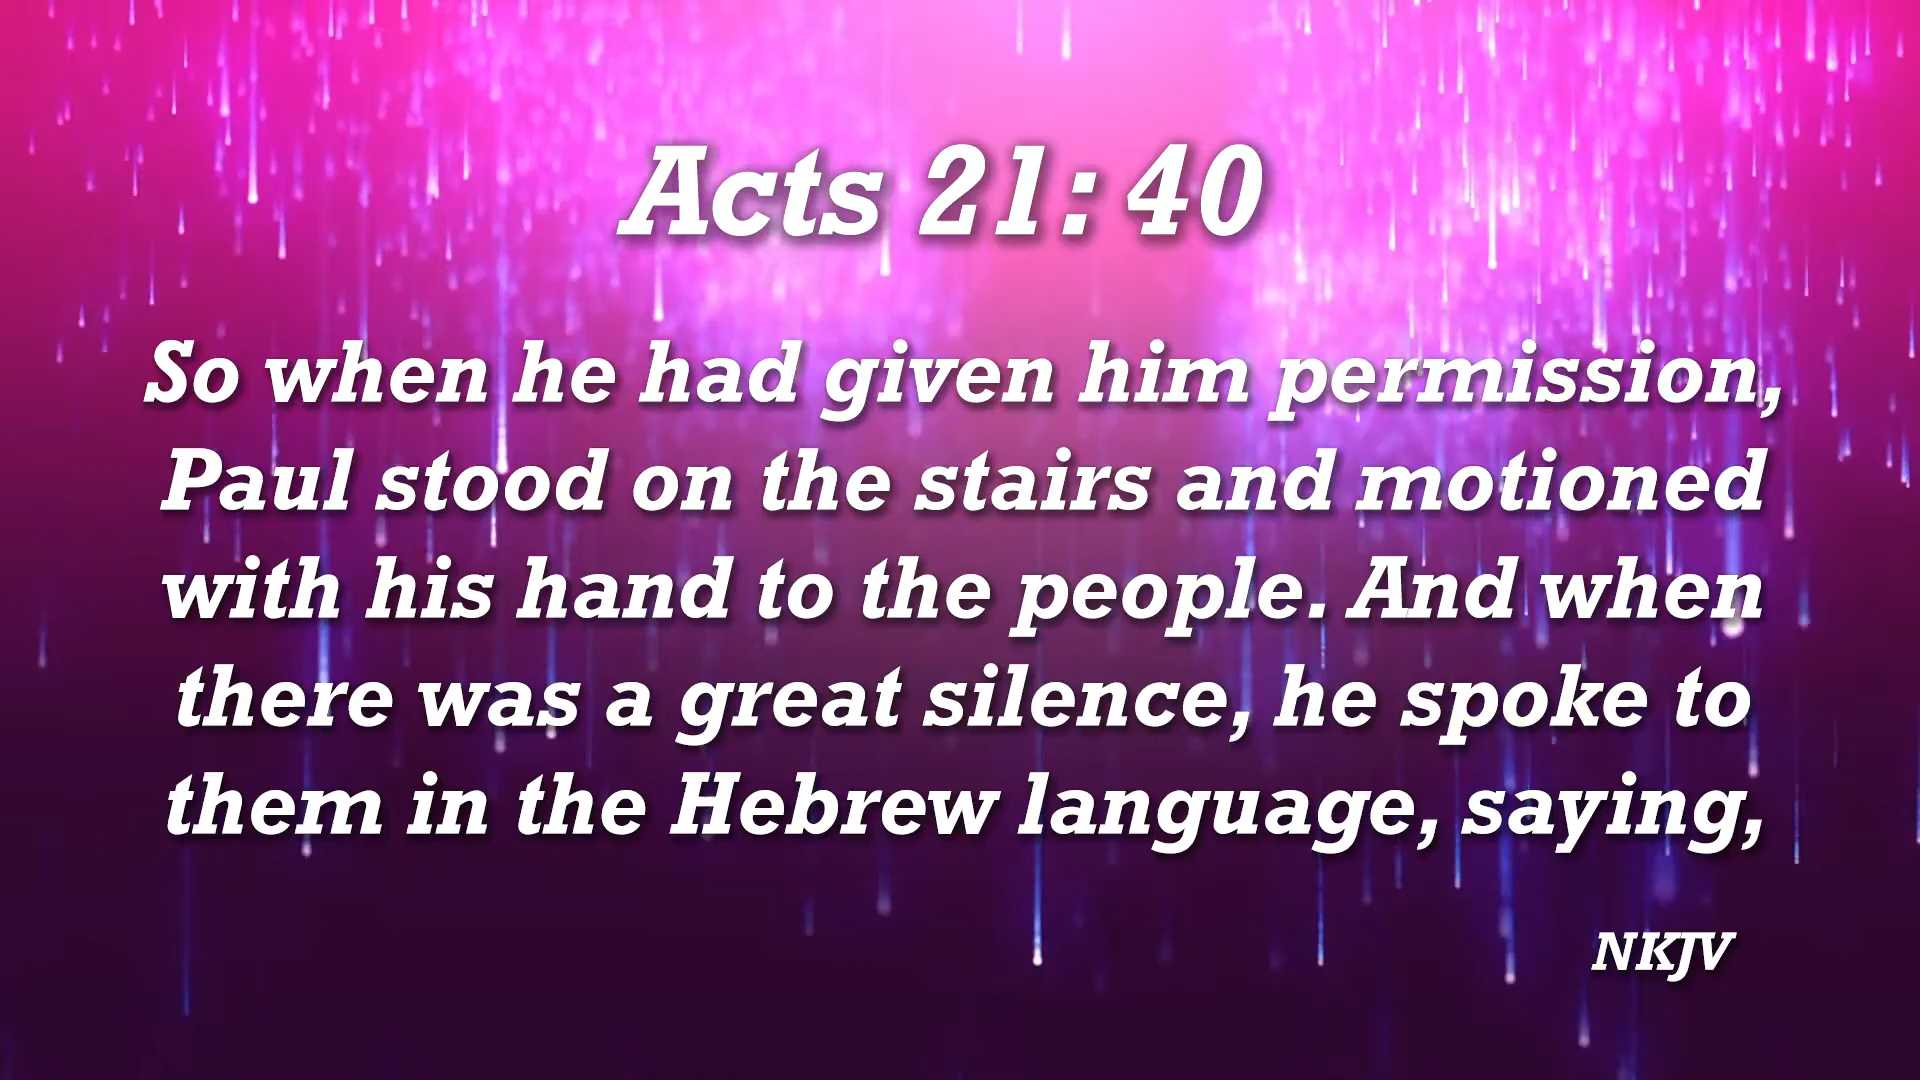 Acts 21: 40
So when he had given him permission,
Paul stood on the stairs and motioned
with his hand to the people. And when
there was a great silence, he spoke to
them in the Hebrew language, saying,
NKJV